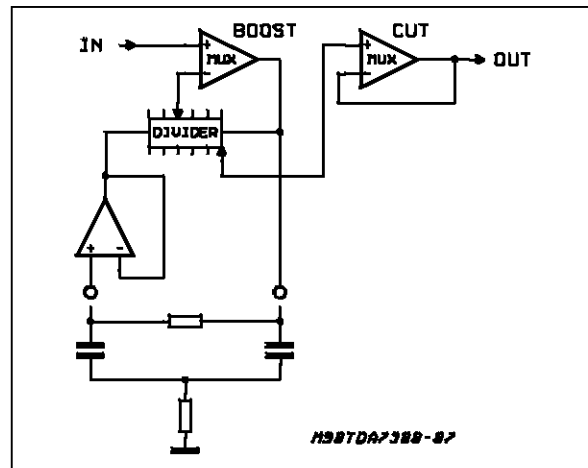 BOOST
CUT
IN
MUX
MUX
OUT
DIVIDER
M98TDA7388-07